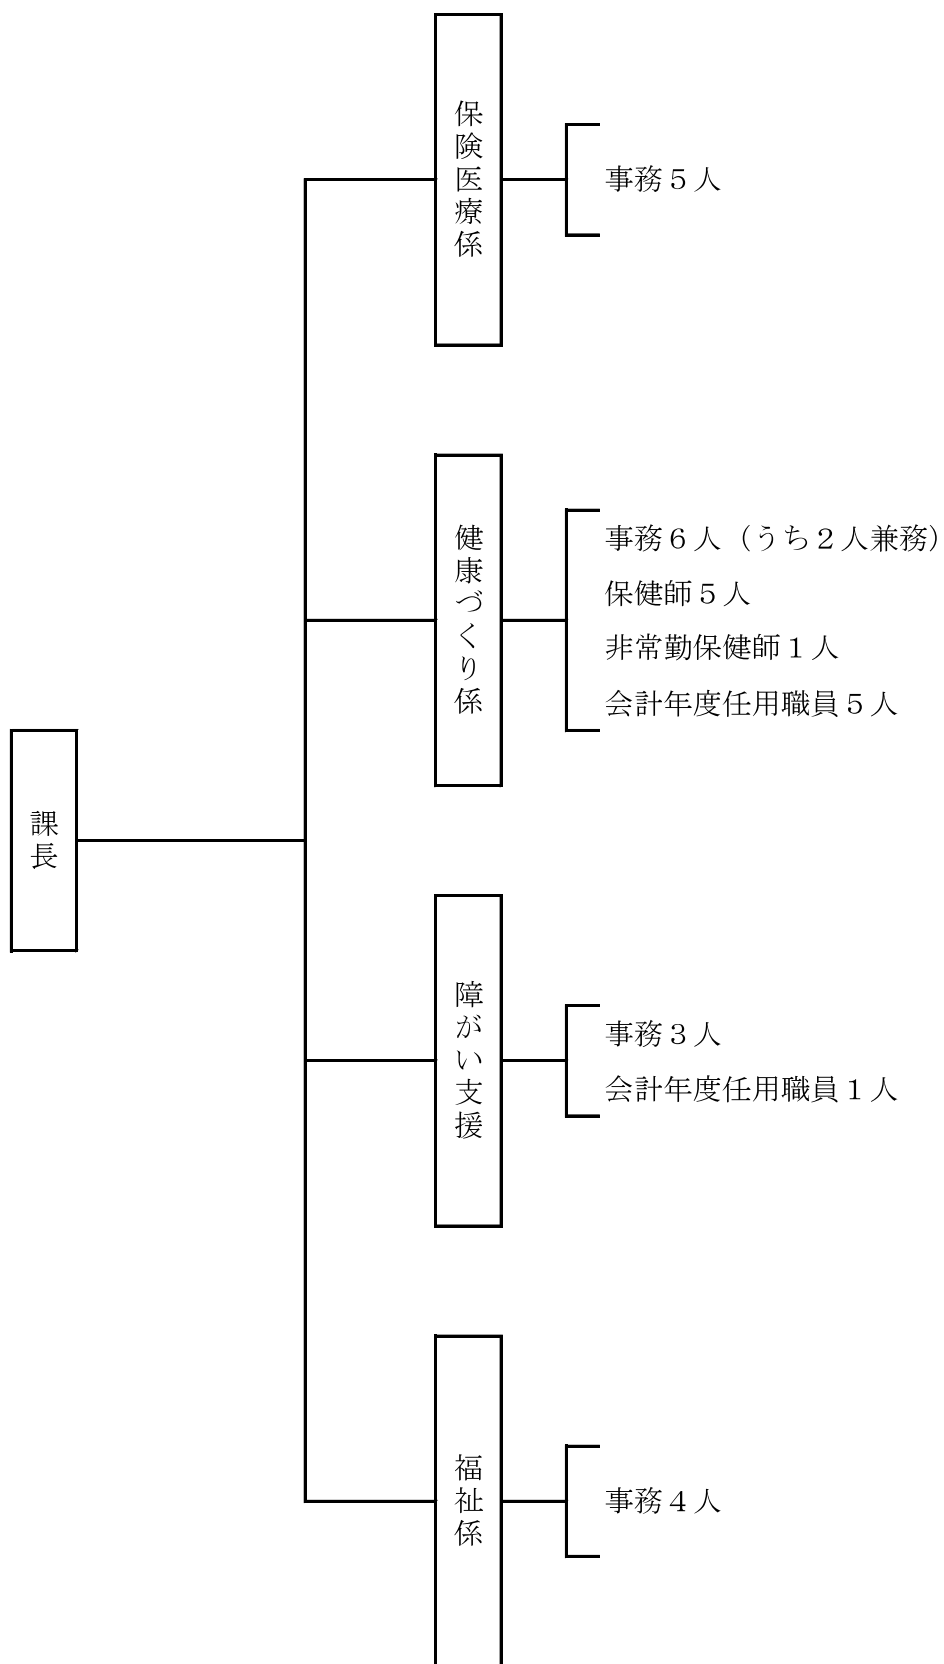 課長
保険医療係
事務５人
健康づくり係
事務６人（うち２人兼務）
保健師５人
非常勤保健師１人
会計年度任用職員５人
障がい支援
事務３人
会計年度任用職員１人
福祉係
事務４人